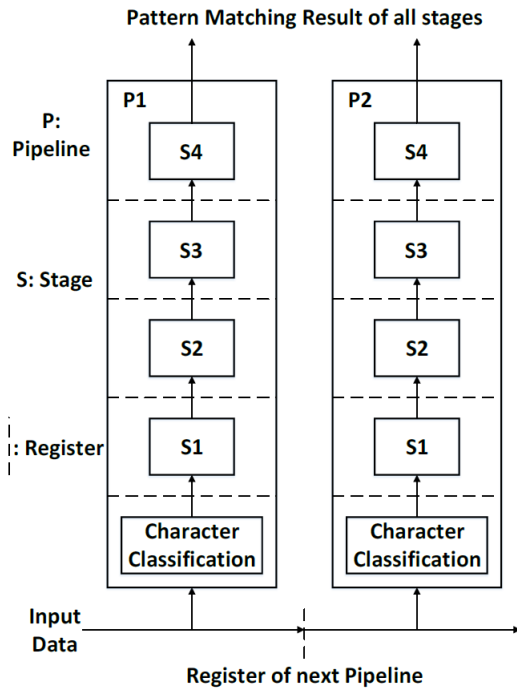 Pattern Matching Result of all stages
P1
P2
P:
Pipeline
S4
S4
S3
S3
S: Stage
S2
S2
: Register
S1
S1
Character
Classification
Character
Classification
Input
Data
Register of next Pipeline